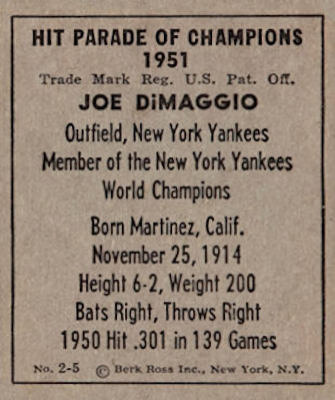 HIT PARADE OF CHAMPIONS
1951
Trade Mark Reg. U.S. Pat. Off.
JOE DiMAGGIO
Outfield, New York Yankees
Member of the New York Yankees
World Champions
Born Martinez, Calif.
November 25, 1914
Height 6-2, Weight 200
Bats Right, Throws Right
1950 Hit .301 in 139 Games
No. 2-5 © Berk Ross Inc., New York, N.Y.